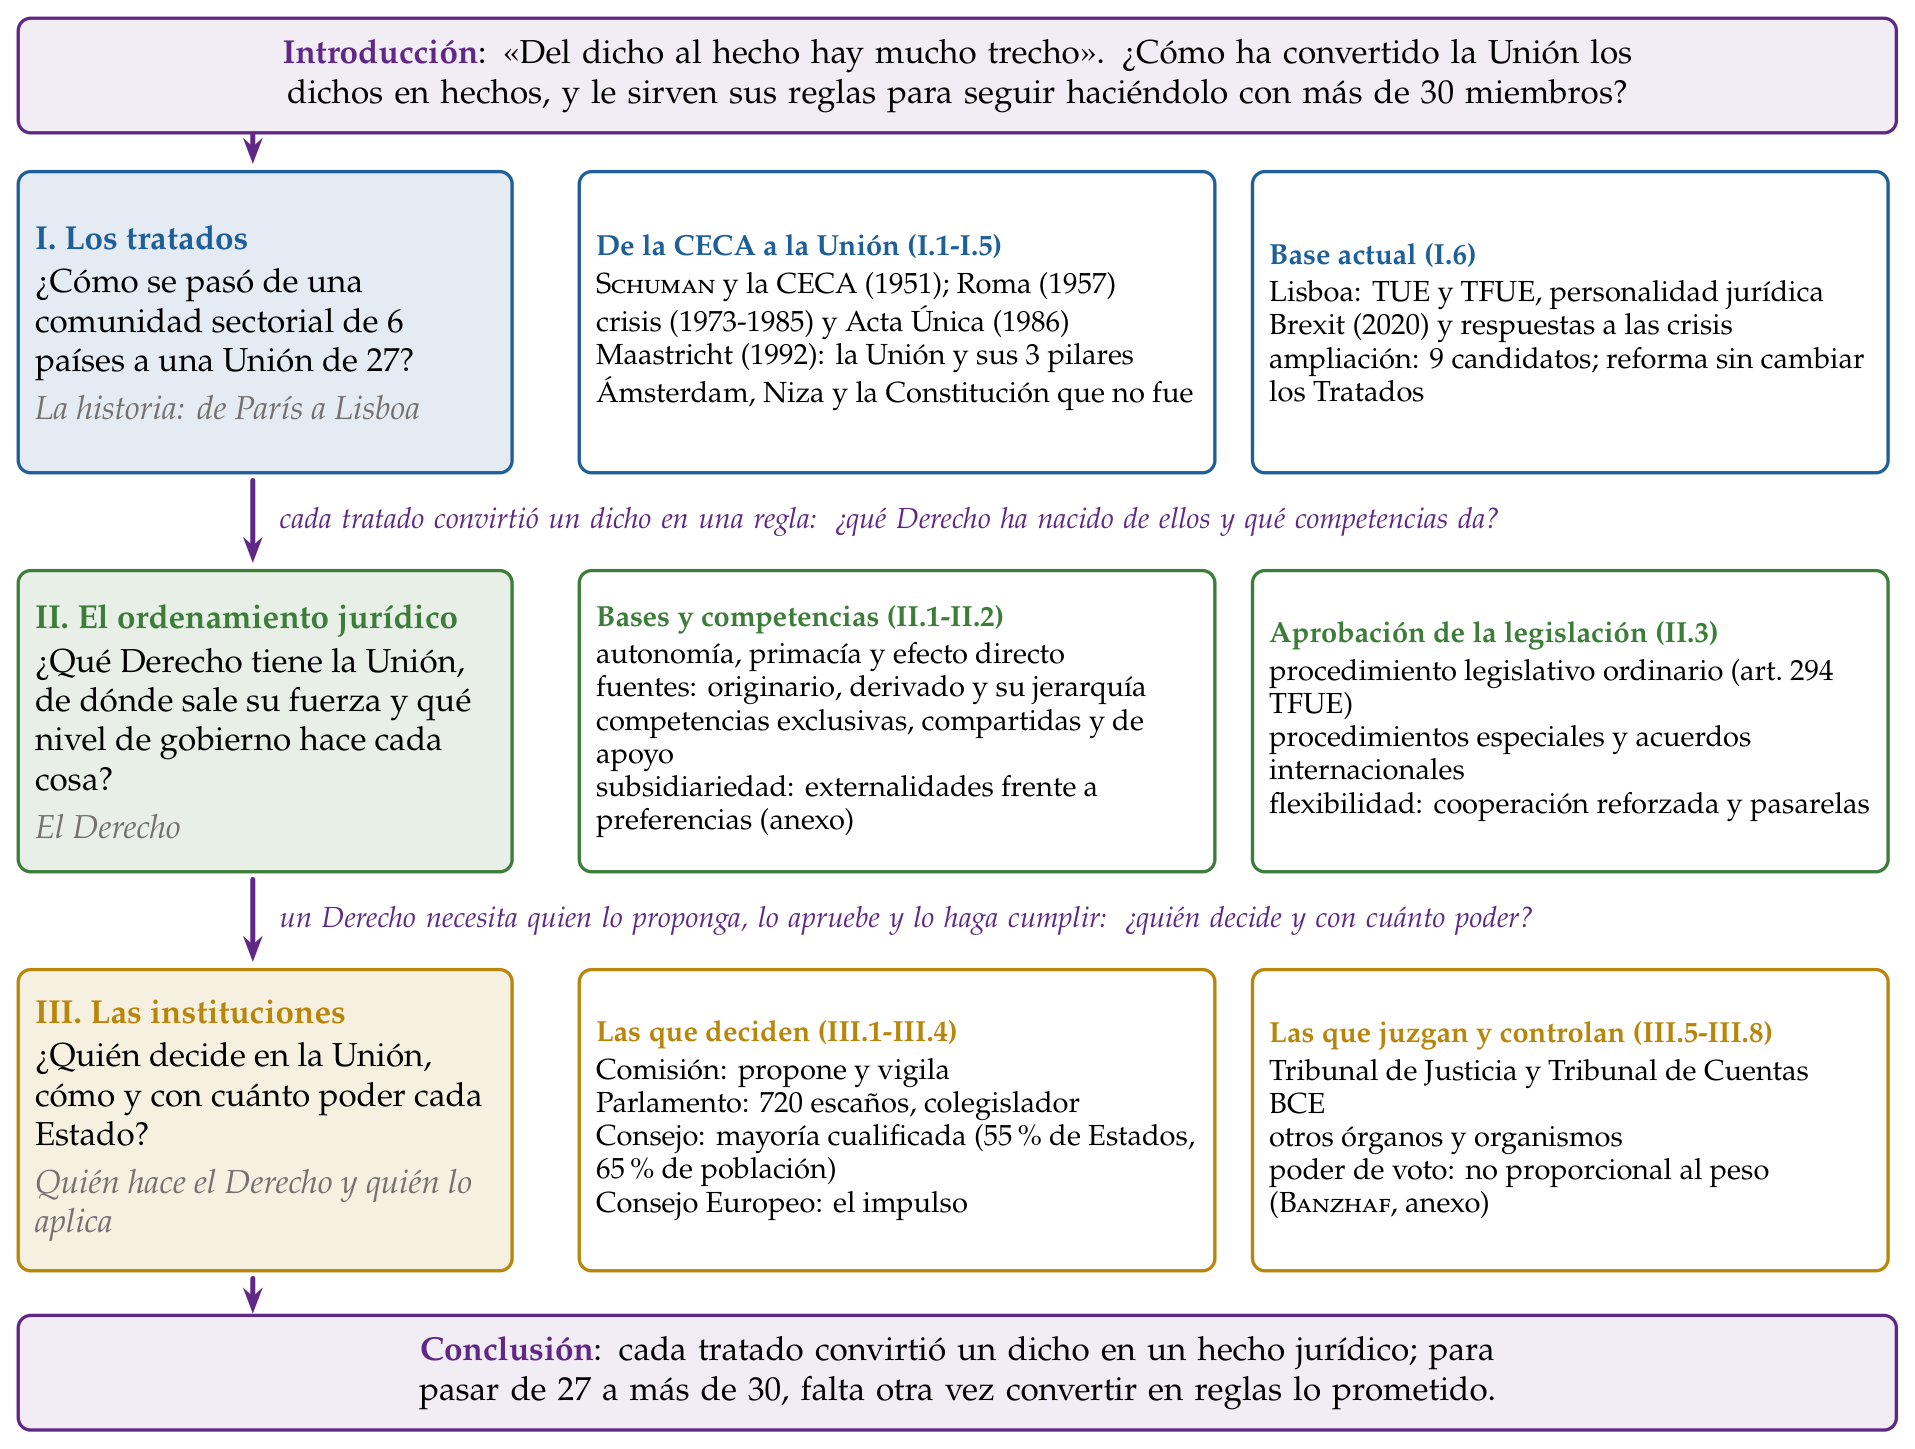 Introducción: «Del dicho al hecho hay mucho trecho». ¿Cómo ha convertido la Unión los
dichos en hechos, y le sirven sus reglas para seguir haciéndolo con más de 30 miembros?
I. Los tratados
¿Cómo se pasó de una
comunidad sectorial de 6
países a una Unión de 27?
La historia: de París a Lisboa
De la CECA a la Unión (I.1-I.5)
Schuman y la CECA (1951); Roma (1957)
crisis (1973-1985) y Acta Única (1986)
Maastricht (1992): la Unión y sus 3 pilares
Ámsterdam, Niza y la Constitución que no fue
Base actual (I.6)
Lisboa: TUE y TFUE, personalidad jurídica
Brexit (2020) y respuestas a las crisis
ampliación: 9 candidatos; reforma sin cambiar
los Tratados
cada tratado convirtió un dicho en una regla: ¿qué Derecho ha nacido de ellos y qué competencias da?
II. El ordenamiento jurídico
¿Qué Derecho tiene la Unión,
de dónde sale su fuerza y qué
nivel de gobierno hace cada
cosa?
El Derecho
Bases y competencias (II.1-II.2)
autonomía, primacía y efecto directo
fuentes: originario, derivado y su jerarquía
competencias exclusivas, compartidas y de
apoyo
subsidiariedad: externalidades frente a
preferencias (anexo)
Aprobación de la legislación (II.3)
procedimiento legislativo ordinario (art. 294
TFUE)
procedimientos especiales y acuerdos
internacionales
flexibilidad: cooperación reforzada y pasarelas
un Derecho necesita quien lo proponga, lo apruebe y lo haga cumplir: ¿quién decide y con cuánto poder?
III. Las instituciones
¿Quién decide en la Unión,
cómo y con cuánto poder cada
Estado?
Quién hace el Derecho y quién lo
aplica
Las que deciden (III.1-III.4)
Comisión: propone y vigila
Parlamento: 720 escaños, colegislador
Consejo: mayoría cualificada (55 % de Estados,
65 % de población)
Consejo Europeo: el impulso
Las que juzgan y controlan (III.5-III.8)
Tribunal de Justicia y Tribunal de Cuentas
BCE
otros órganos y organismos
poder de voto: no proporcional al peso
(Banzhaf, anexo)
Conclusión: cada tratado convirtió un dicho en un hecho jurídico; para
pasar de 27 a más de 30, falta otra vez convertir en reglas lo prometido.